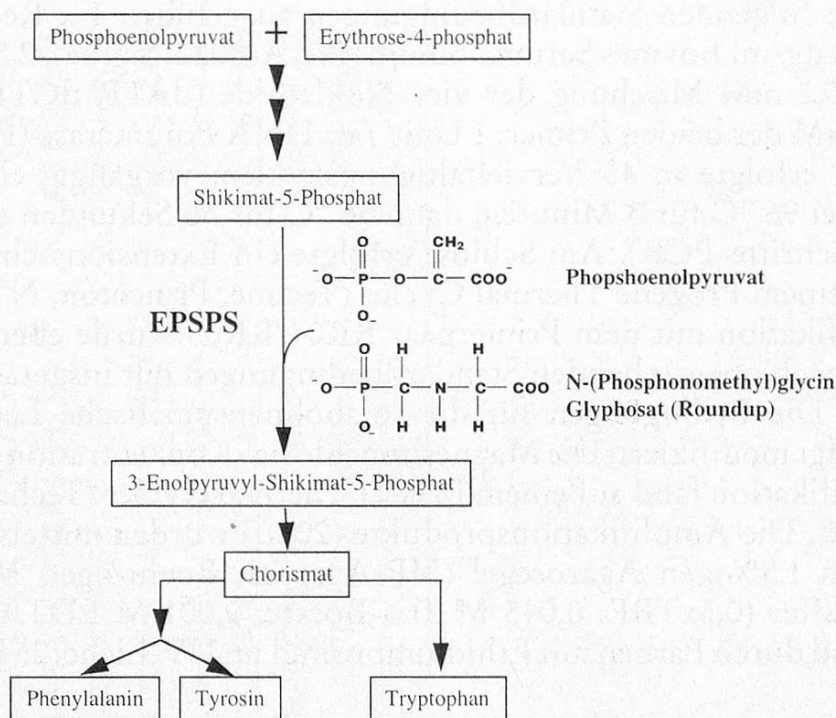 Phosphoenolpyruvat + Erythrose-4-phosphat
Shikimat-5-Phosphat
O CH₂
⁻O—P—O—C—COO⁻ Phopshoenolpyruvat
O₋
EPSPS
O H H
⁻O—P—C—N—C—COO⁻ N-(Phosphonomethyl)glycin
O₋ H H H Glyphosat (Roundup)
3-Enolpyruvyl-Shikimat-5-Phosphat
Chorismat
Phenylalanin Tyrosin Tryptophan